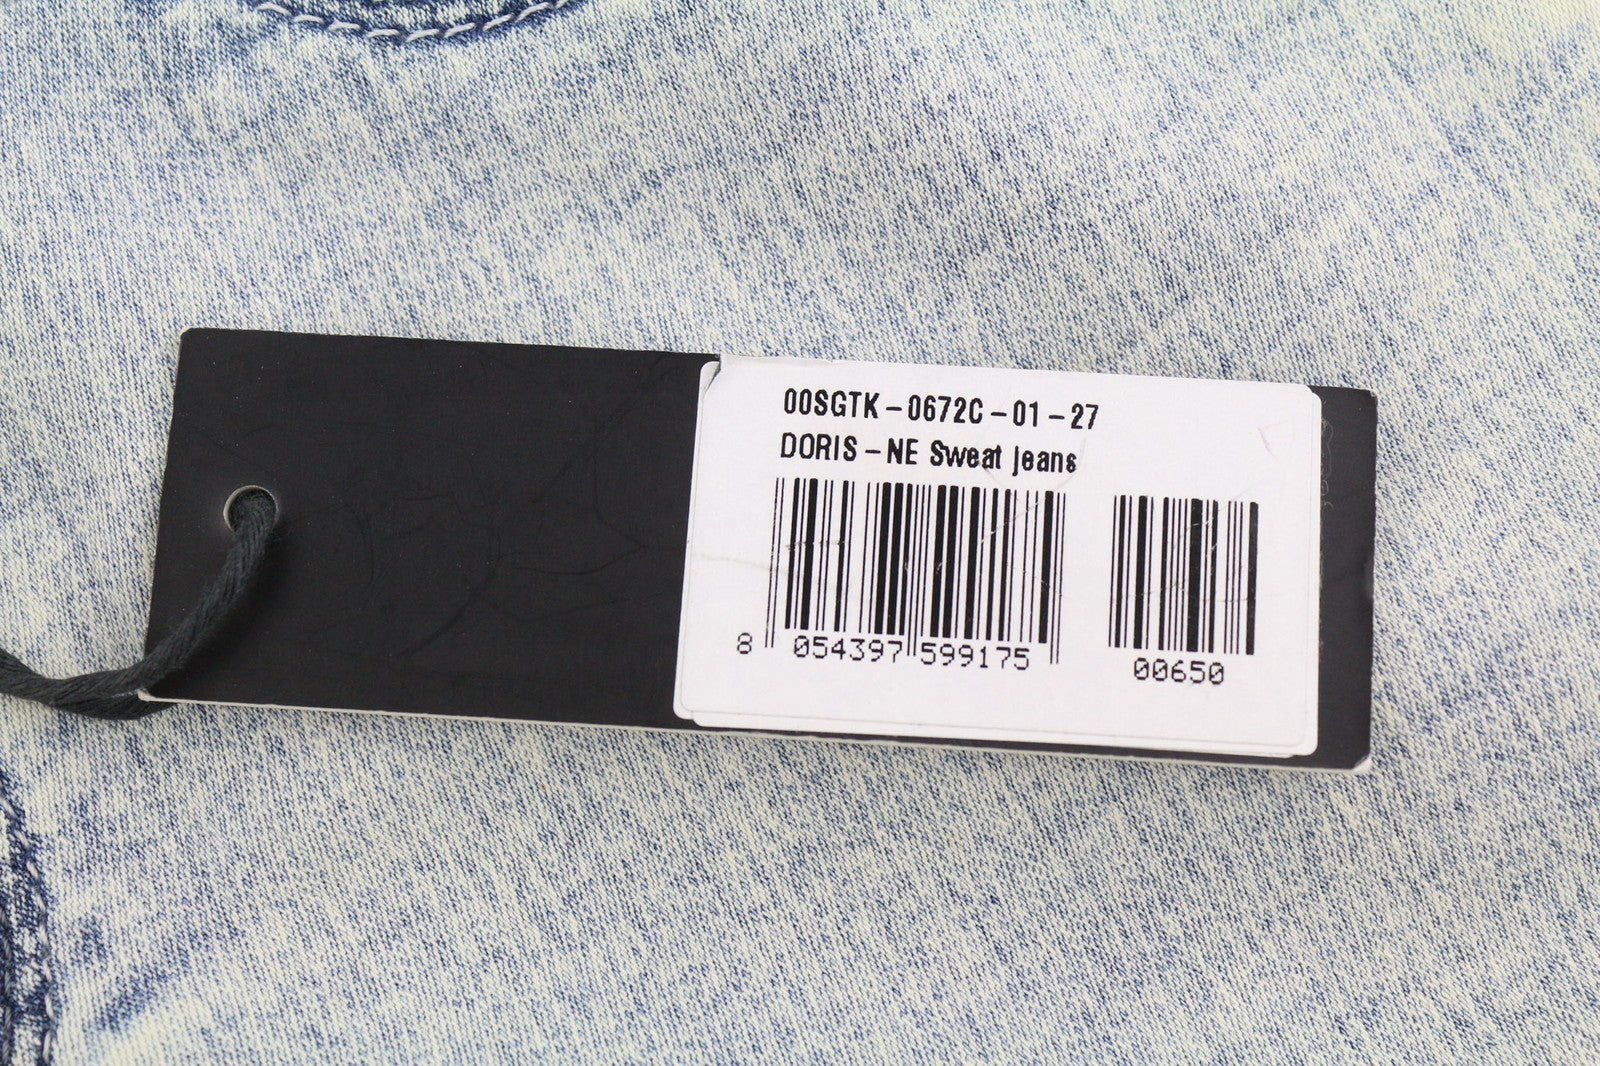 00SGTK-0672C-01-27
DORIS-NE Sweat jeans
8 054397 599175 00650